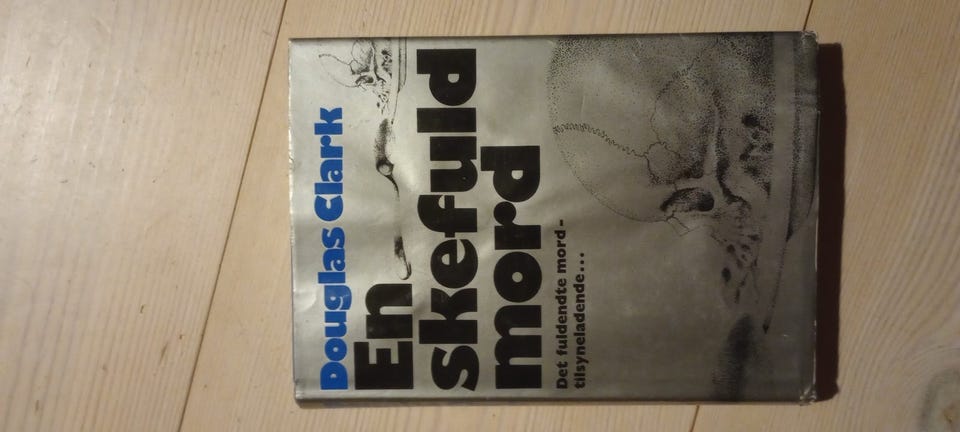 Douglas Clark
En
skefuld
mord
Det fuldendte mord -
tilsyneladende...